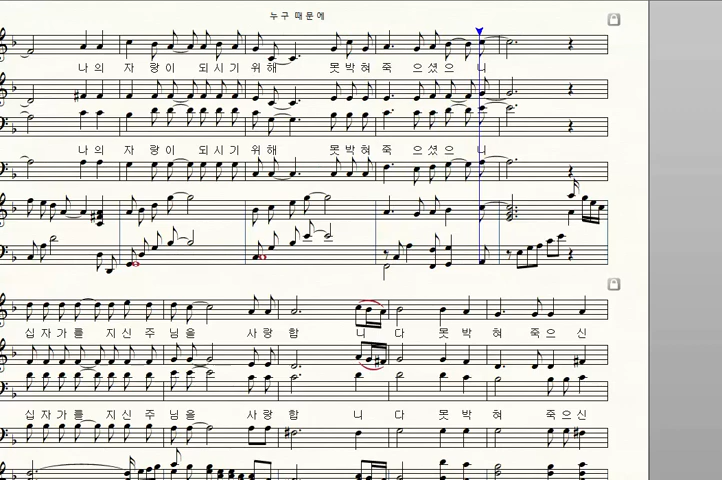 누구 때문에
나의 자랑이 되시기 위해 못박혀 죽으셨으니
나의 자랑이 되시기 위해 못박혀 죽으셨으니
십자가를 지신 주님을 사랑합니다 못박혀 죽으신
십자가를 지신 주님을 사랑합니다 못박혀 죽으신